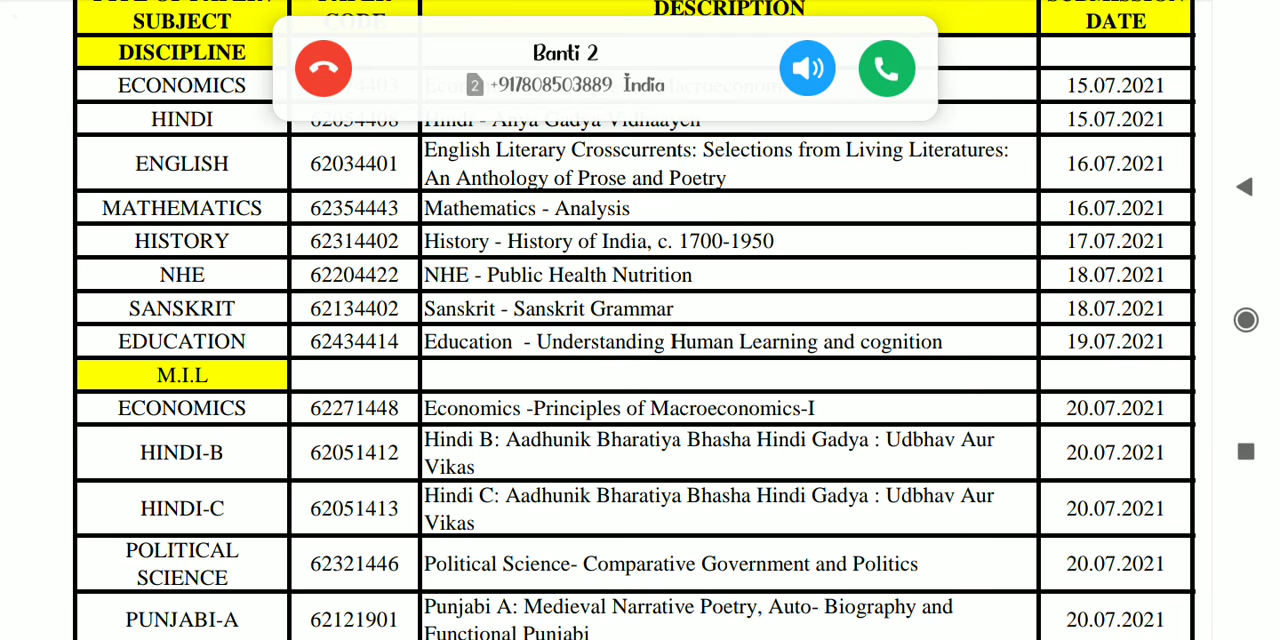 SUBJECT
DESCRIPTION
DATE
DISCIPLINE
Banti 2
2 +917808503889 India
ECONOMICS 15.07.2021
HINDI 15.07.2021
ENGLISH 62034401 English Literary Crosscurrents: Selections from Living Literatures:
An Anthology of Prose and Poetry 16.07.2021
MATHEMATICS 62354443 Mathematics - Analysis 16.07.2021
HISTORY 62314402 History - History of India, c. 1700-1950 17.07.2021
NHE 62204422 NHE - Public Health Nutrition 18.07.2021
SANSKRIT 62134402 Sanskrit - Sanskrit Grammar 18.07.2021
EDUCATION 62434414 Education - Understanding Human Learning and cognition 19.07.2021
M.I.L
ECONOMICS 62271448 Economics -Principles of Macroeconomics-I 20.07.2021
HINDI-B 62051412 Hindi B: Aadhunik Bharatiya Bhasha Hindi Gadya : Udbhav Aur
Vikas 20.07.2021
HINDI-C 62051413 Hindi C: Aadhunik Bharatiya Bhasha Hindi Gadya : Udbhav Aur
Vikas 20.07.2021
POLITICAL
SCIENCE 62321446 Political Science- Comparative Government and Politics 20.07.2021
PUNJABI-A 62121901 Punjabi A: Medieval Narrative Poetry, Auto- Biography and
Functional Punjabi 20.07.2021